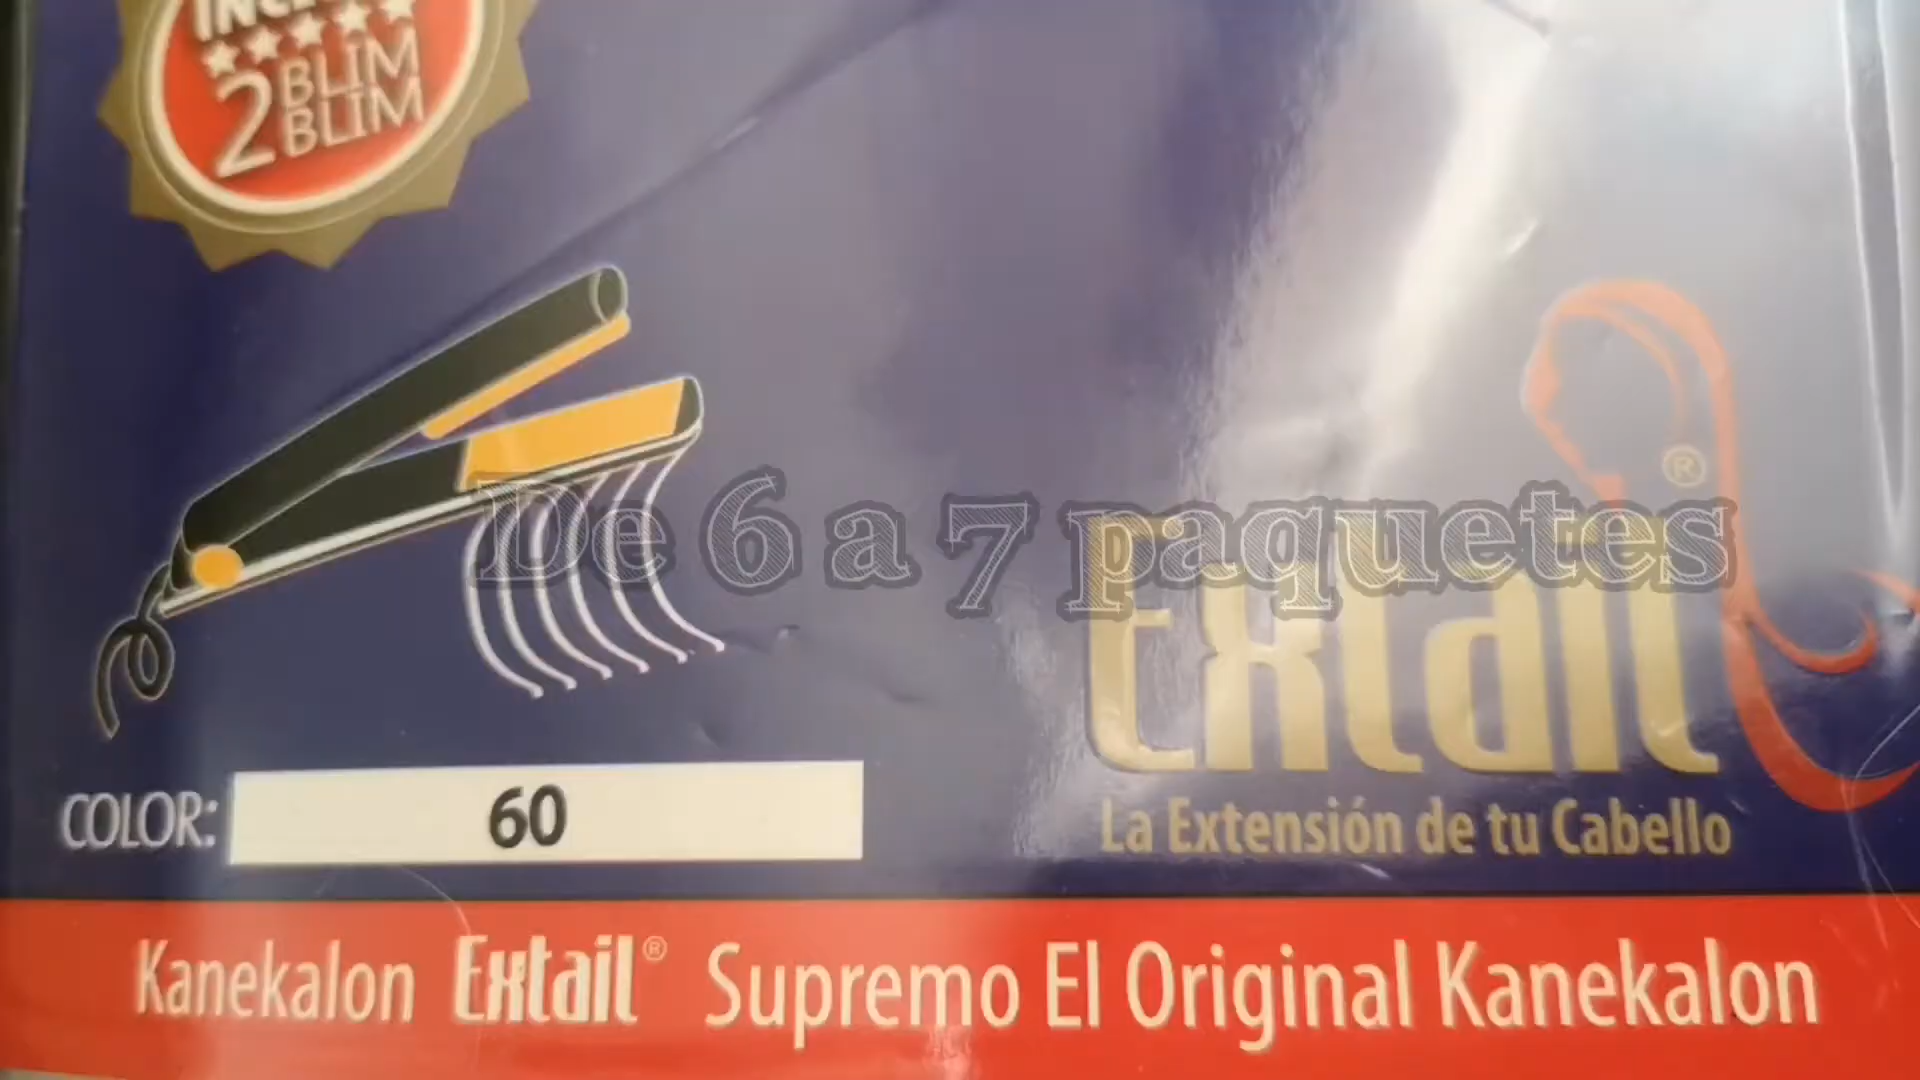 2 BLIM
BLIM
De 6 a 7 paquetes
®
Extail
La Extensión de tu Cabello
COLOR: 60
Kanekalon Extail® Supremo El Original Kanekalon